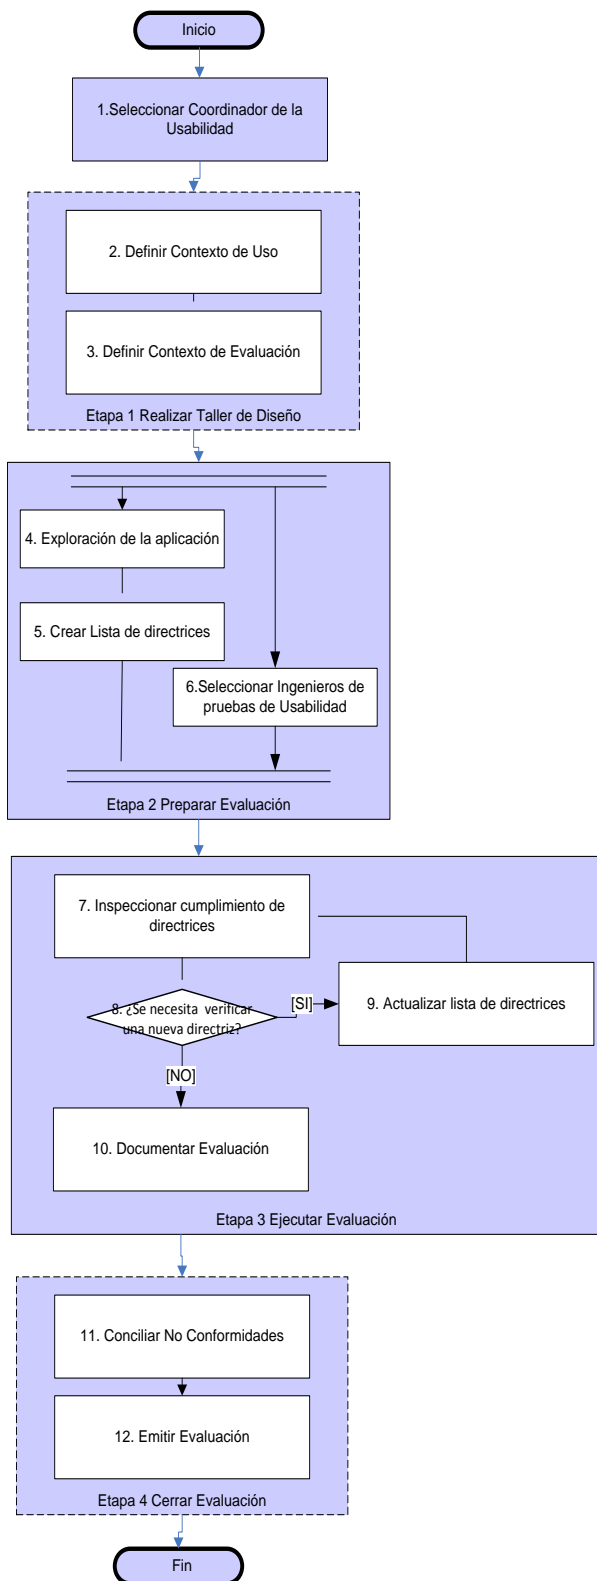 Inicio
1.Seleccionar Coordinador de la
Usabilidad
2. Definir Contexto de Uso
3. Definir Contexto de Evaluación
Etapa 1 Realizar Taller de Diseño
4. Exploración de la aplicación
5. Crear Lista de directrices
6.Seleccionar Ingenieros de
pruebas de Usabilidad
Etapa 2 Preparar Evaluación
7. Inspeccionar cumplimiento de
directrices
8. ¿Se necesita verificar
una nueva directriz?
[SI]
9. Actualizar lista de directrices
[NO]
10. Documentar Evaluación
Etapa 3 Ejecutar Evaluación
11. Conciliar No Conformidades
12. Emitir Evaluación
Etapa 4 Cerrar Evaluación
Fin